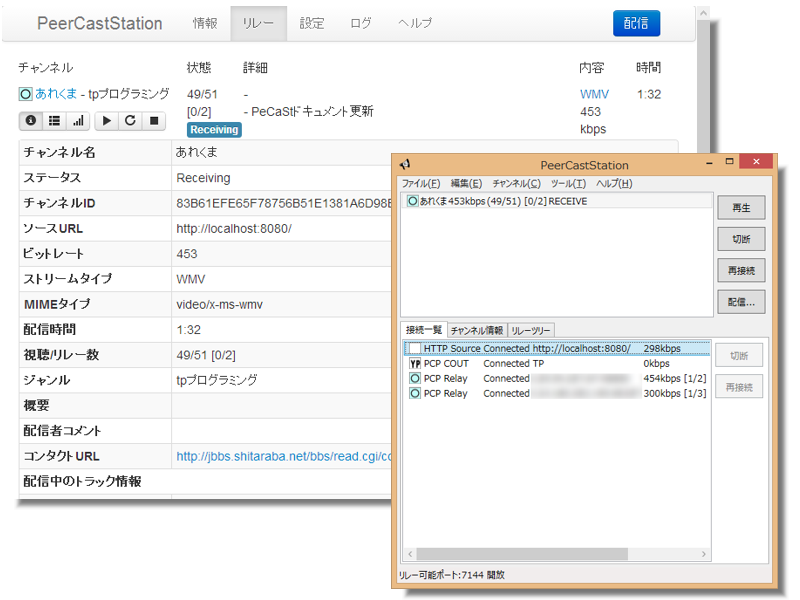 PeerCastStation 情報 リレー 設定 ログ ヘルプ 配信
チャンネル 状態 詳細 内容 時間
あれくま - tpプログラミング 49/51 - WMV 1:32
[0/2] - PeCaStドキュメント更新 453
Receiving kbps
チャンネル名 あれくま
ステータス Receiving
チャンネルID 83B61EFE65F78756B51E1381A6D98
ソースURL http://localhost:8080/
ビットレート 453
ストリームタイプ WMV
MIMEタイプ video/x-ms-wmv
配信時間 1:32
視聴/リレー数 49/51 [0/2]
ジャンル tpプログラミング
概要
配信者コメント
コンタクトURL http://jbbs.shitaraba.net/bbs/read.cgi/co
配信中のトラック情報
PeerCastStation
ファイル(F) 編集(E) チャンネル(C) ツール(T) ヘルプ(H)
あれくま 453kbps (49/51) [0/2] RECEIVE
再生
切断
再接続
配信...
接続一覧 チャンネル情報 リレーツリー
HTTP Source Connected http://localhost:8080/ 298kbps
YP PCP COUT Connected TP 0kbps
PCP Relay Connected 454kbps [1/2]
PCP Relay Connected 300kbps [1/3]
切断
再接続
リレー可能ポート:7144 開放